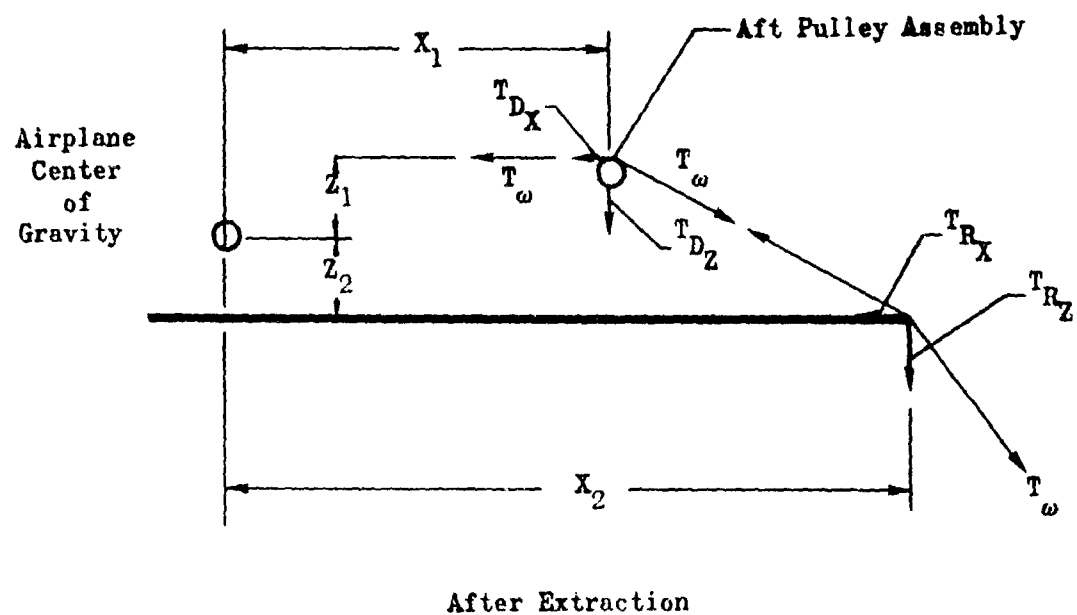 X1
Aft Pulley Assembly
TDX
Airplane
Center
of
Gravity
Z1
Tω
Tω
TDZ
Z2
TRX
TRZ
X2
Tω
After Extraction